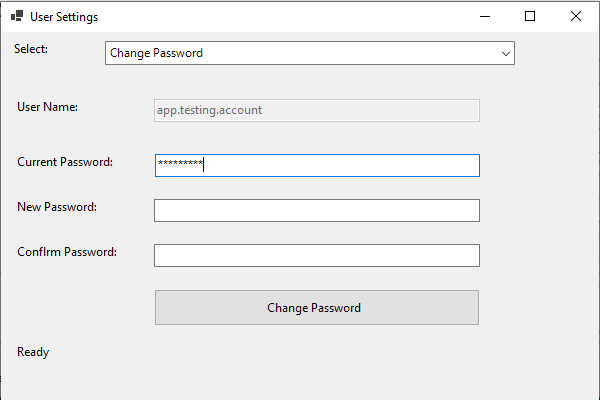 User Settings
Select: Change Password
User Name: app.testing.account
Current Password: *********
New Password:
ConfIrm Password:
Change Password
Ready